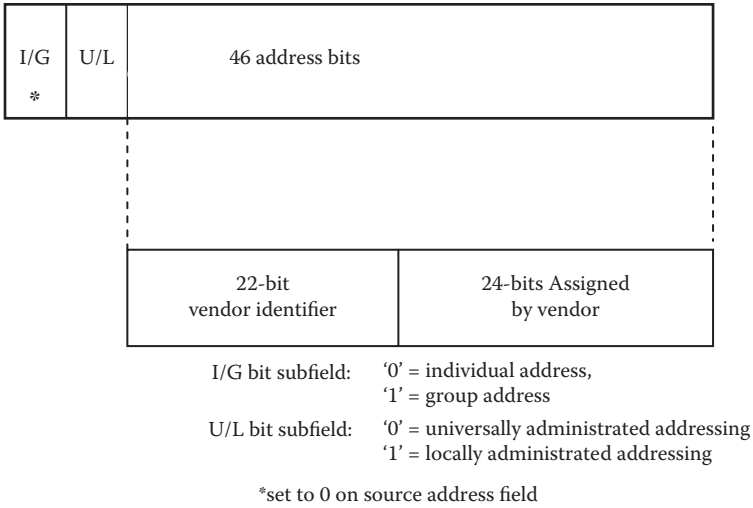 I/G
*
U/L
46 address bits
22-bit
vendor identifier
24-bits Assigned
by vendor
I/G bit subfield: ‘0’ = individual address,
‘1’ = group address
U/L bit subfield: ‘0’ = universally administrated addressing
‘1’ = locally administrated addressing
*set to 0 on source address field